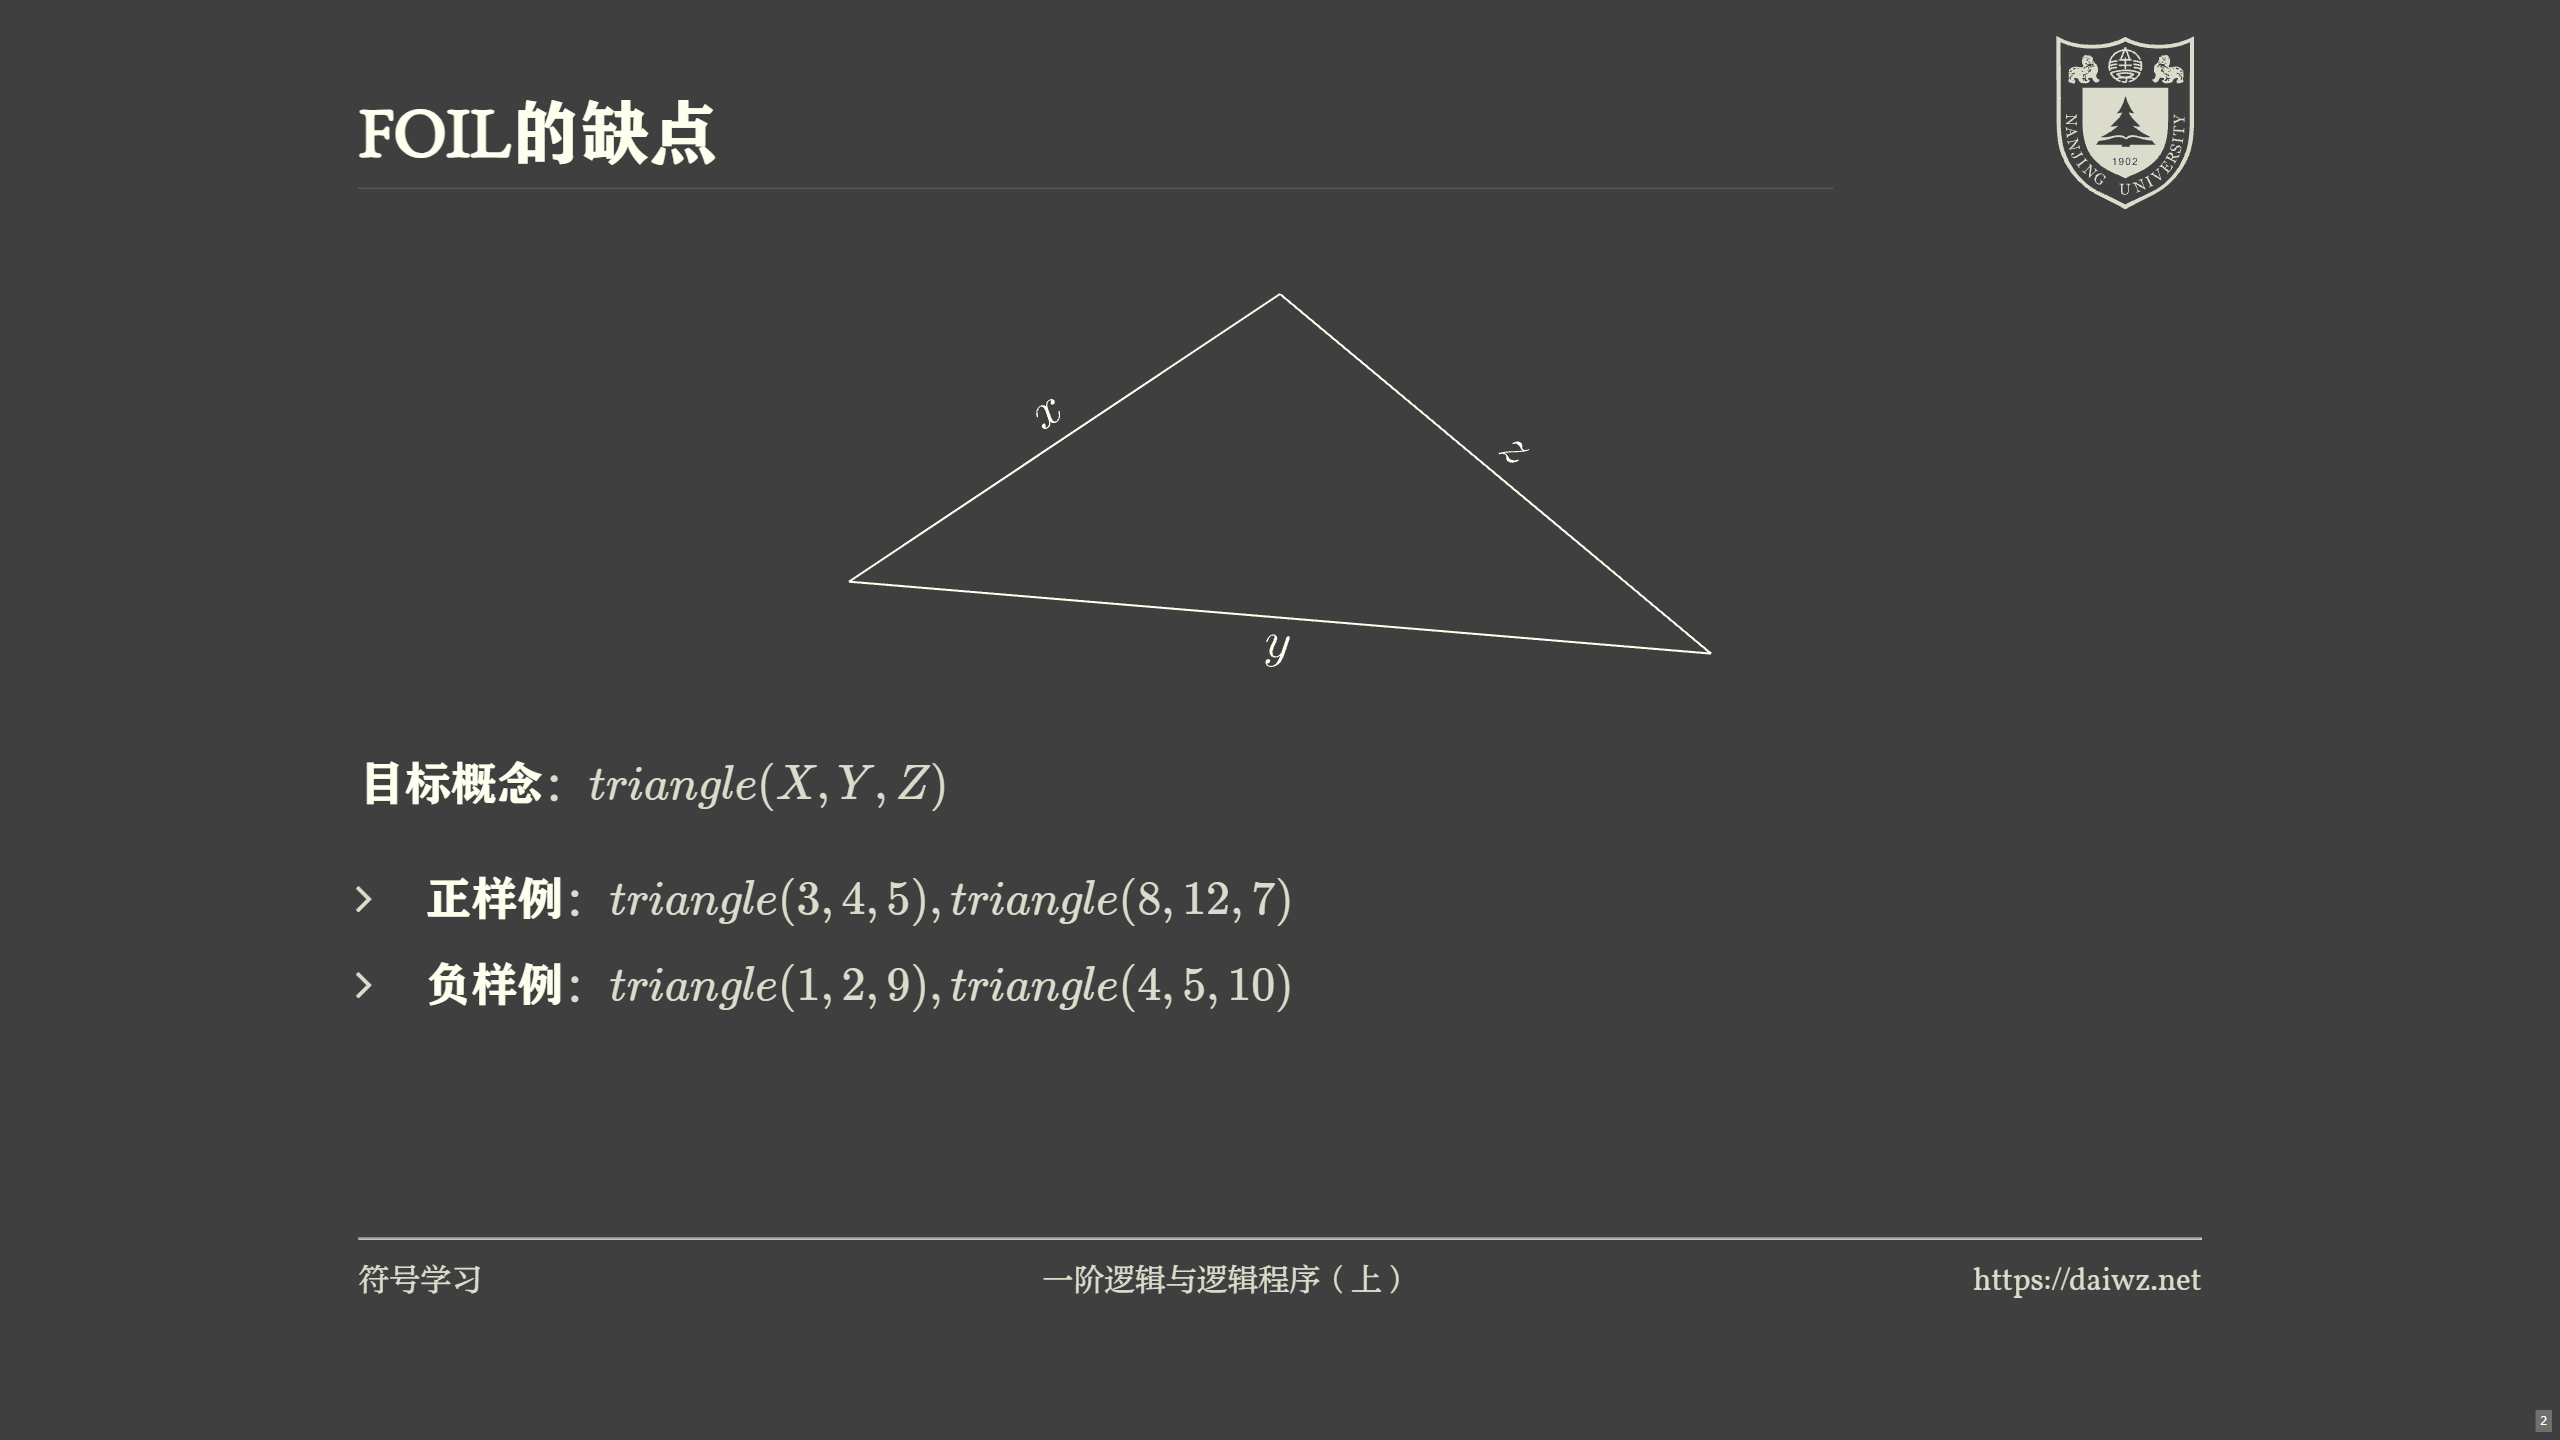 FOIL的缺点
NANJING UNIVERSITY
1902
x
z
y
目标概念：triangle(X, Y, Z)
正样例：triangle(3, 4, 5), triangle(8, 12, 7)
负样例：triangle(1, 2, 9), triangle(4, 5, 10)
符号学习
一阶逻辑与逻辑程序（上）
https://daiwz.net
2